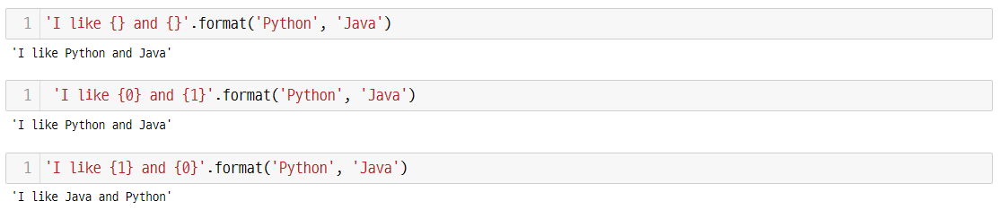 1 'I like {} and {}'.format('Python', 'Java')
'I like Python and Java'
1 'I like {0} and {1}'.format('Python', 'Java')
'I like Python and Java'
1 'I like {1} and {0}'.format('Python', 'Java')
'I like Java and Python'